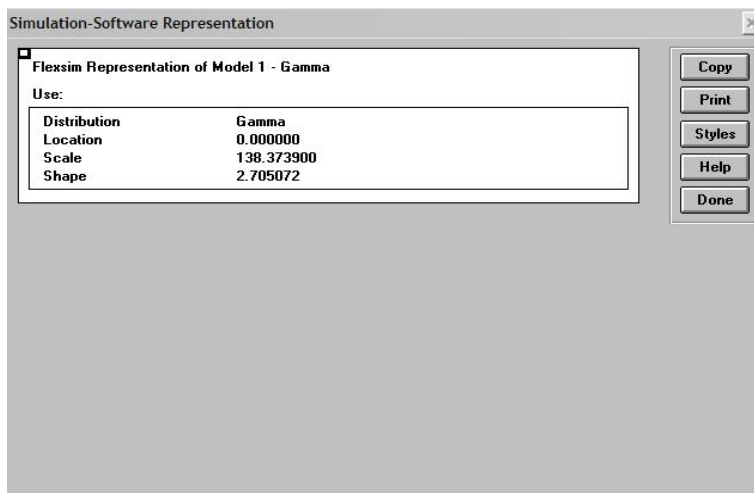 Simulation-Software Representation
Flexsim Representation of Model 1 - Gamma
Use:
Distribution Gamma
Location 0.000000
Scale 138.373900
Shape 2.705072
Copy
Print
Styles
Help
Done